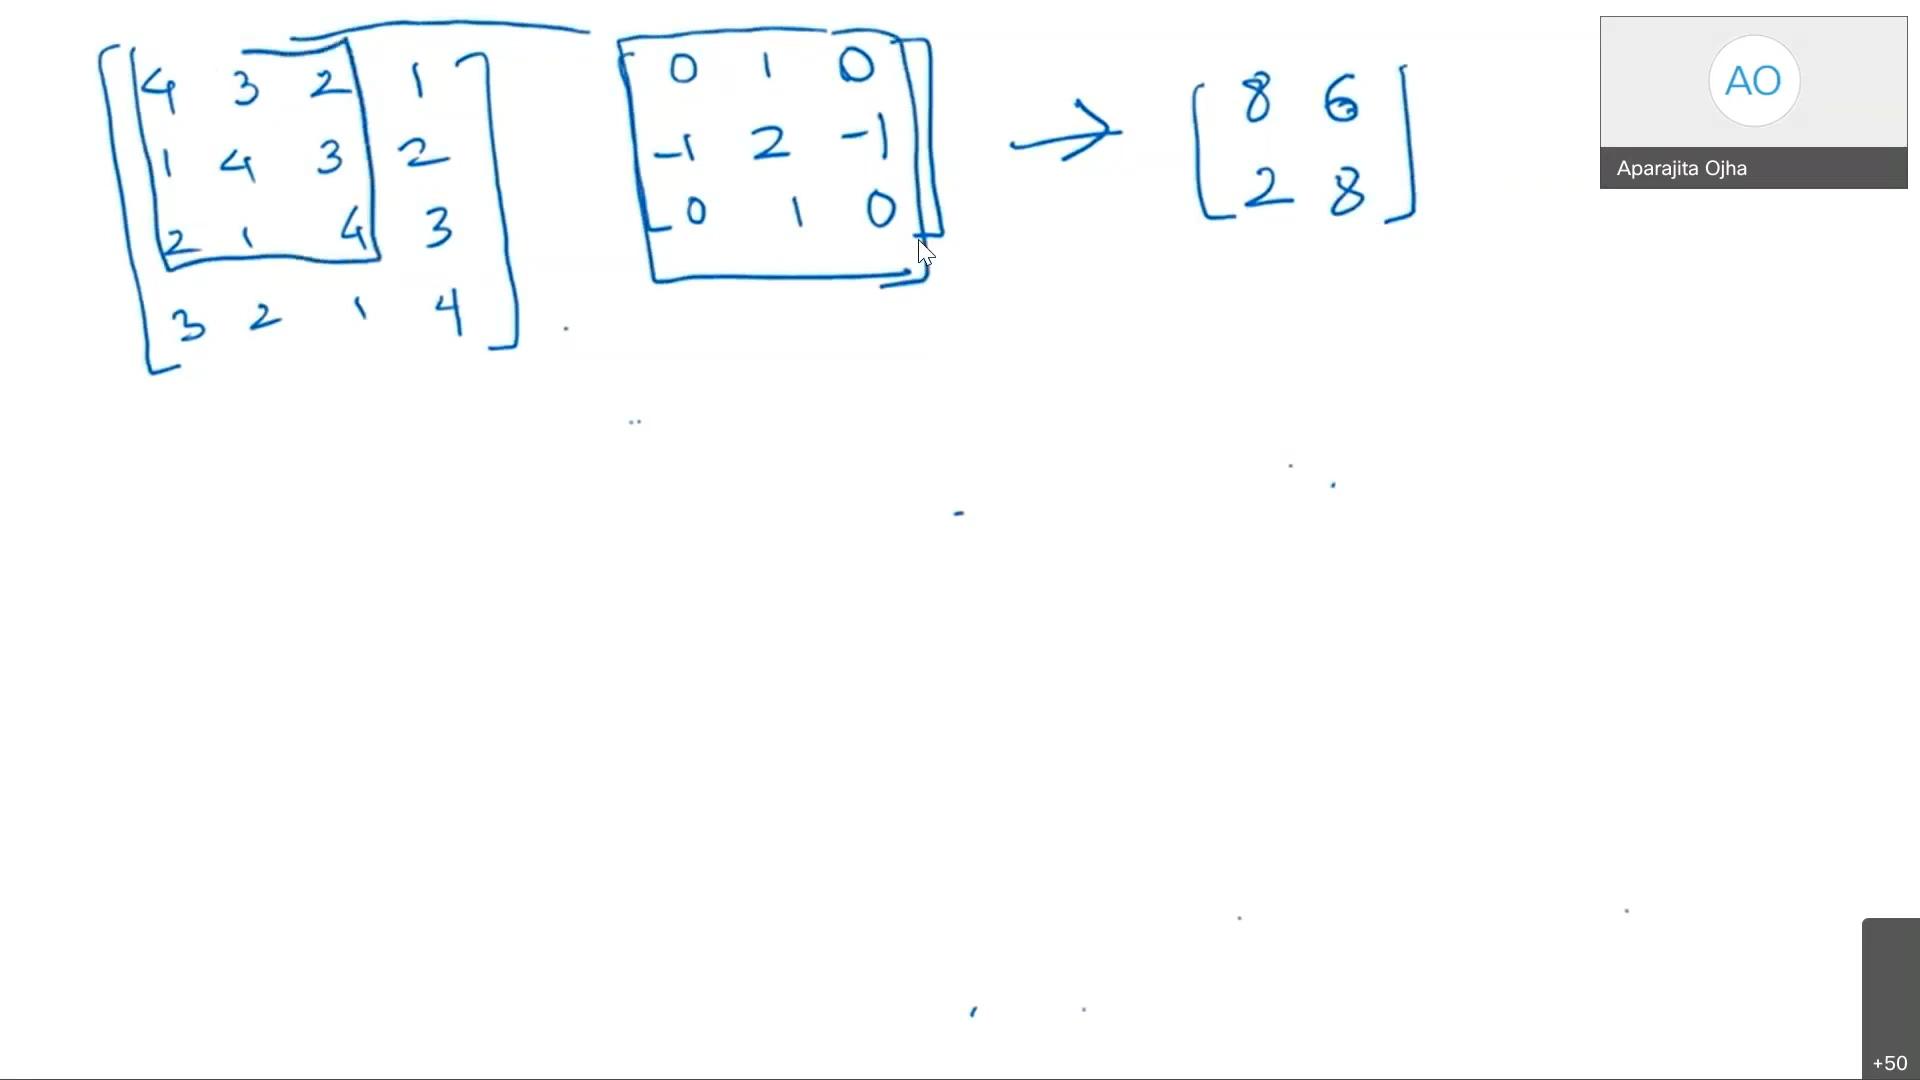 4 3 2 1 0 1 0 → 8 6
1 4 3 2 -1 2 -1 2 8
2 1 4 3 0 1 0
3 2 1 4
AO
Aparajita Ojha
+50